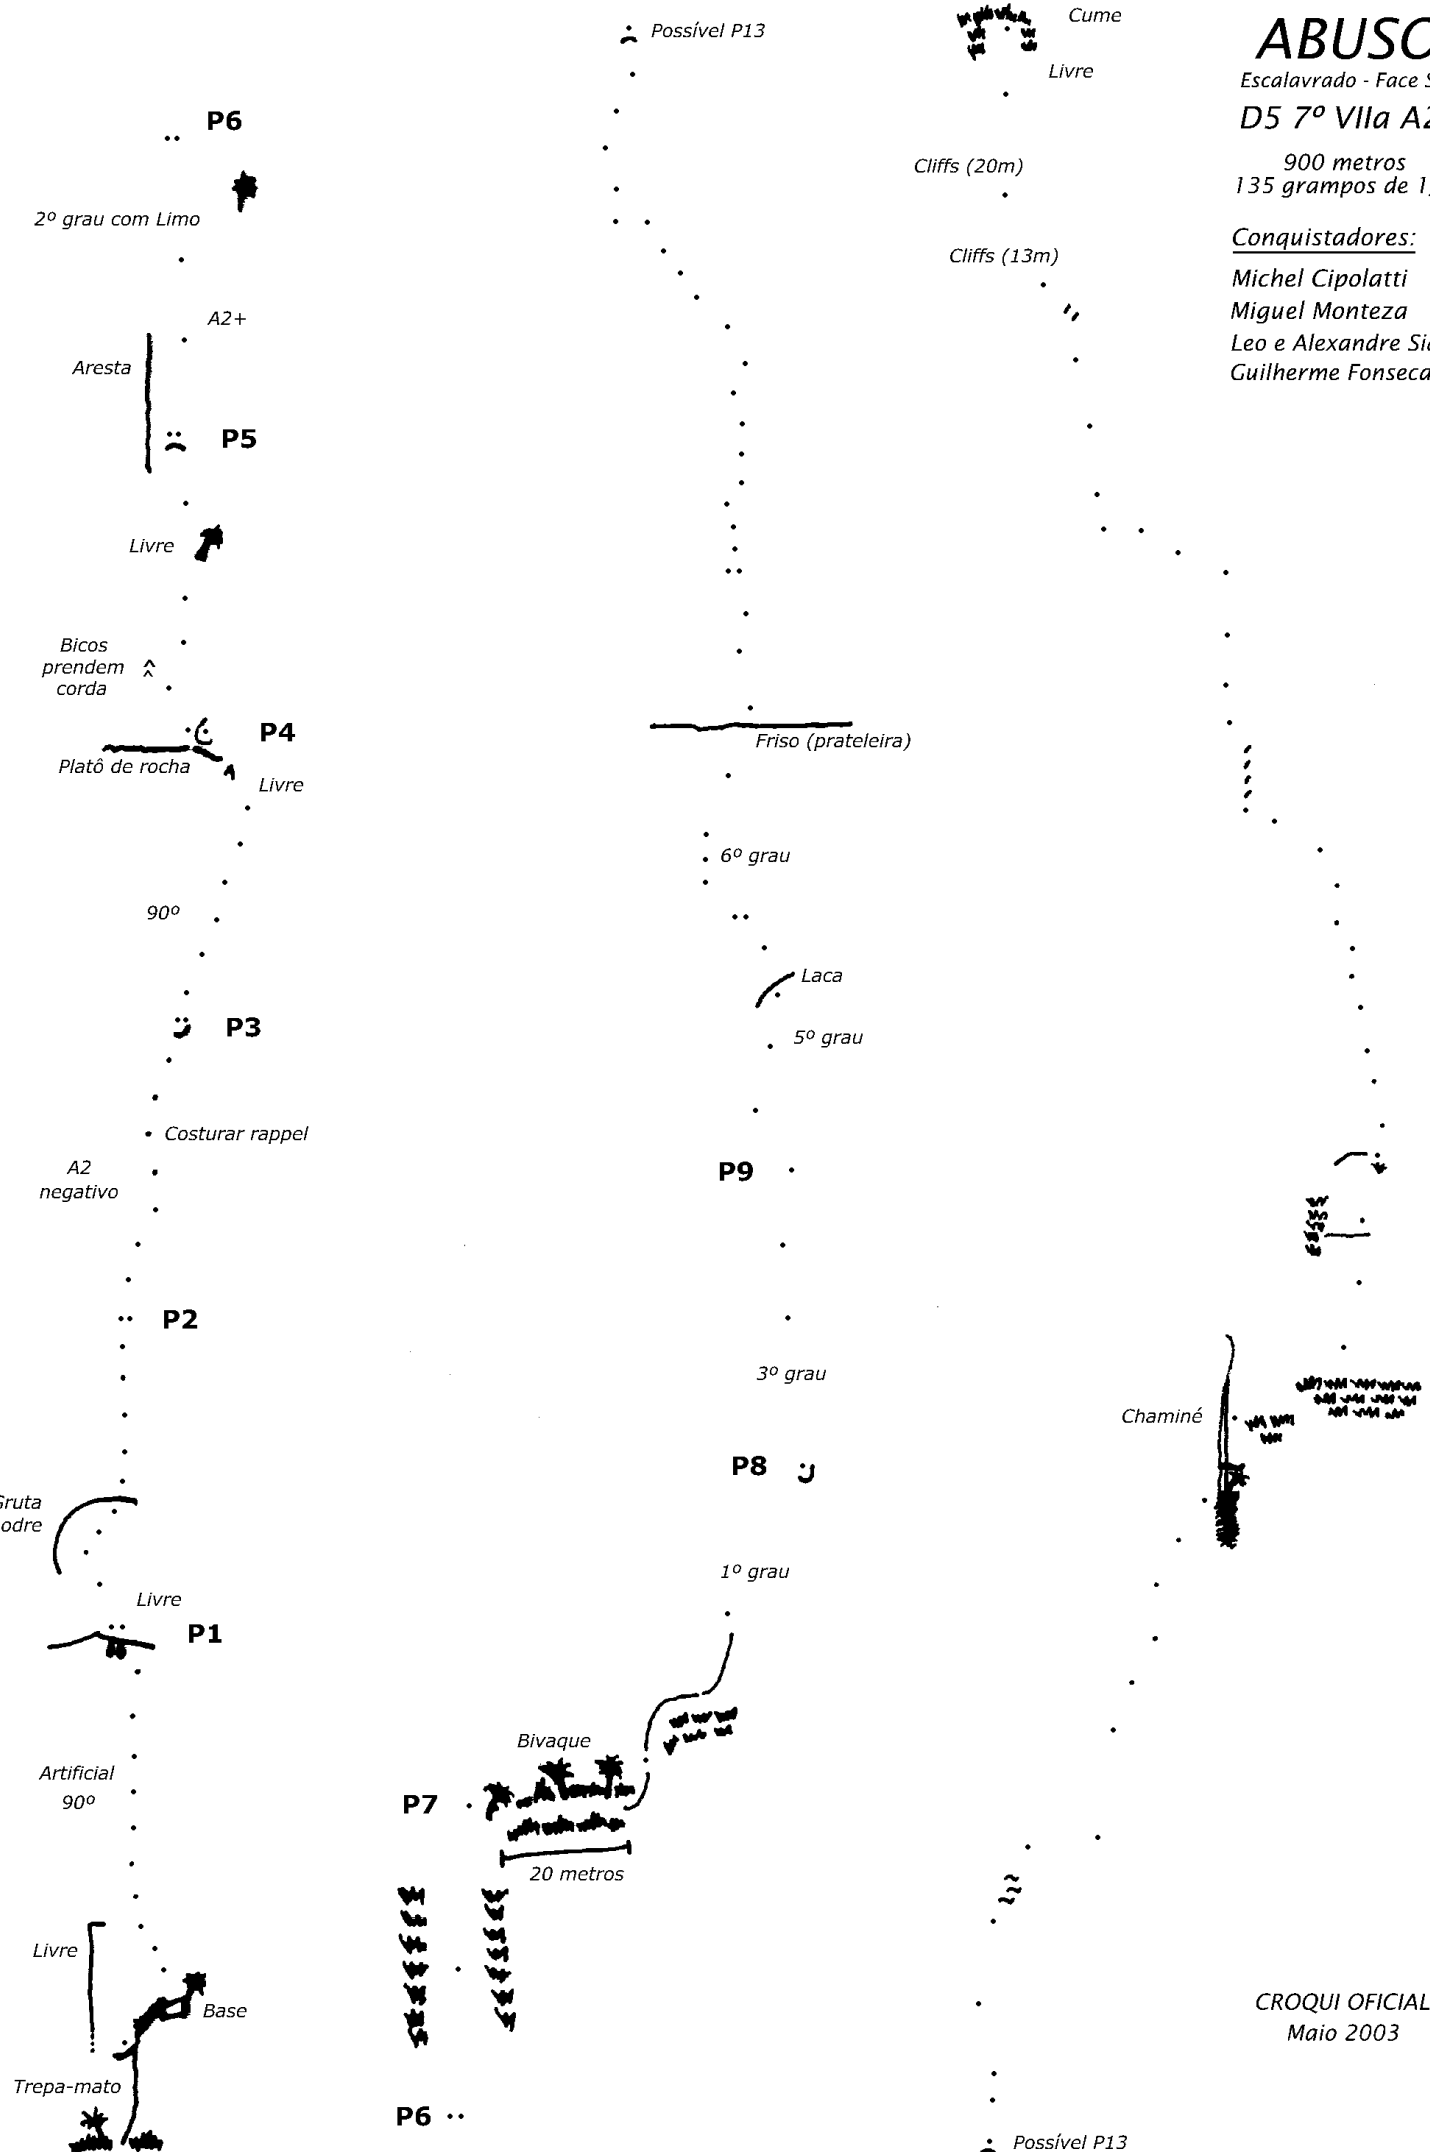 ABUSO
Escalavrado - Face S
D5 7º VIIa A2
900 metros
135 grampos de 1
Conquistadores:
Michel Cipolatti
Miguel Monteza
Leo e Alexandre Si
Guilherme Fonseca
P6
2º grau com Limo
A2+
Aresta
P5
Livre
Bicos
prendem
corda
P4
Platô de rocha
Livre
90º
P3
Costurar rappel
A2
negativo
P2
Gruta
odre
Livre
P1
Artificial
90º
Livre
Base
Trepa-mato
Possível P13
Friso (prateleira)
6º grau
Laca
5º grau
P9
3º grau
P8
1º grau
Bivaque
P7
20 metros
P6
Cume
Livre
Cliffs (20m)
Cliffs (13m)
Chaminé
Possível P13
CROQUI OFICIAL
Maio 2003